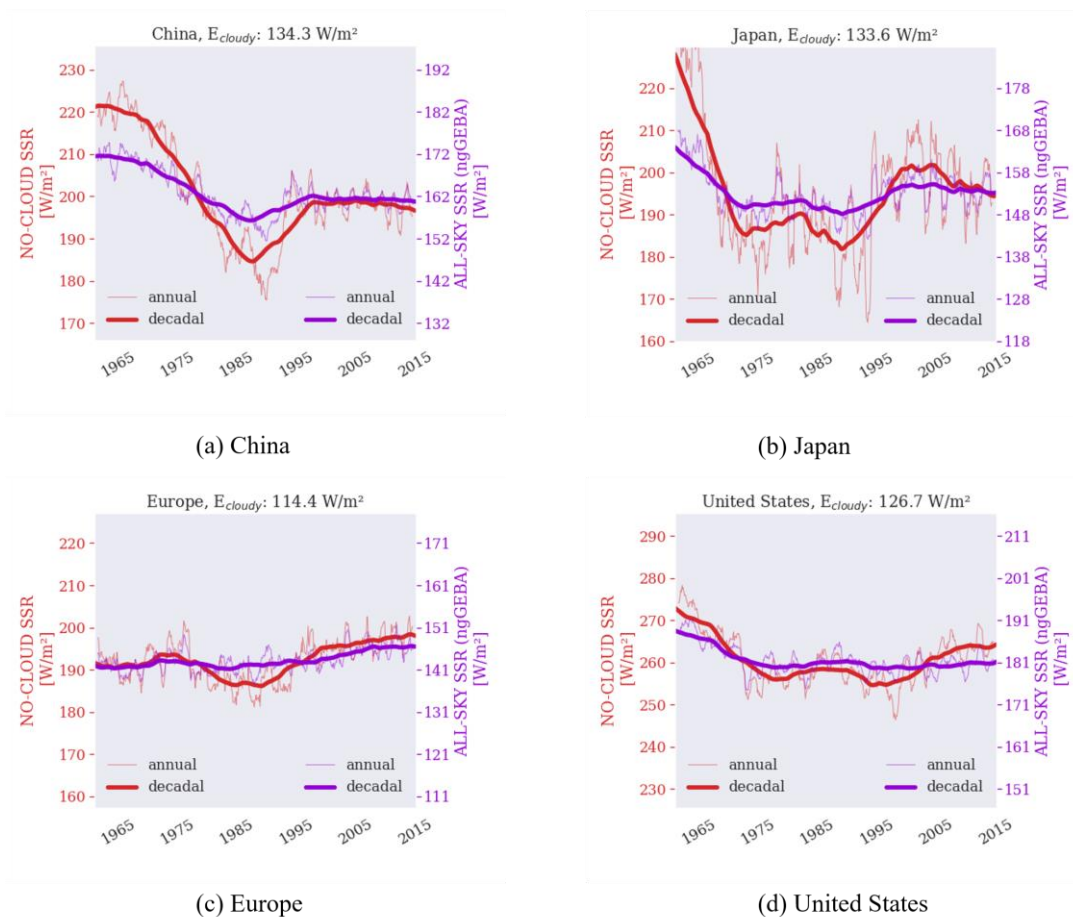 China, E_cloudy: 134.3 W/m²
NO-CLOUD SSR
[W/m²]
230
220
210
200
190
180
170
192
182
172
162
152
142
132
ALL-SKY SSR (ngGEBA)
[W/m²]
annual
decadal
annual
decadal
1965
1975
1985
1995
2005
2015
(a) China
Japan, E_cloudy: 133.6 W/m²
NO-CLOUD SSR
[W/m²]
220
210
200
190
180
170
160
178
168
158
148
138
128
118
ALL-SKY SSR (ngGEBA)
[W/m²]
annual
decadal
annual
decadal
1965
1975
1985
1995
2005
2015
(b) Japan
Europe, E_cloudy: 114.4 W/m²
NO-CLOUD SSR
[W/m²]
220
210
200
190
180
170
160
171
161
151
141
131
121
111
ALL-SKY SSR (ngGEBA)
[W/m²]
annual
decadal
annual
decadal
1965
1975
1985
1995
2005
2015
(c) Europe
United States, E_cloudy: 126.7 W/m²
NO-CLOUD SSR
[W/m²]
290
280
270
260
250
240
230
211
201
191
181
171
161
151
ALL-SKY SSR (ngGEBA)
[W/m²]
annual
decadal
annual
decadal
1965
1975
1985
1995
2005
2015
(d) United States